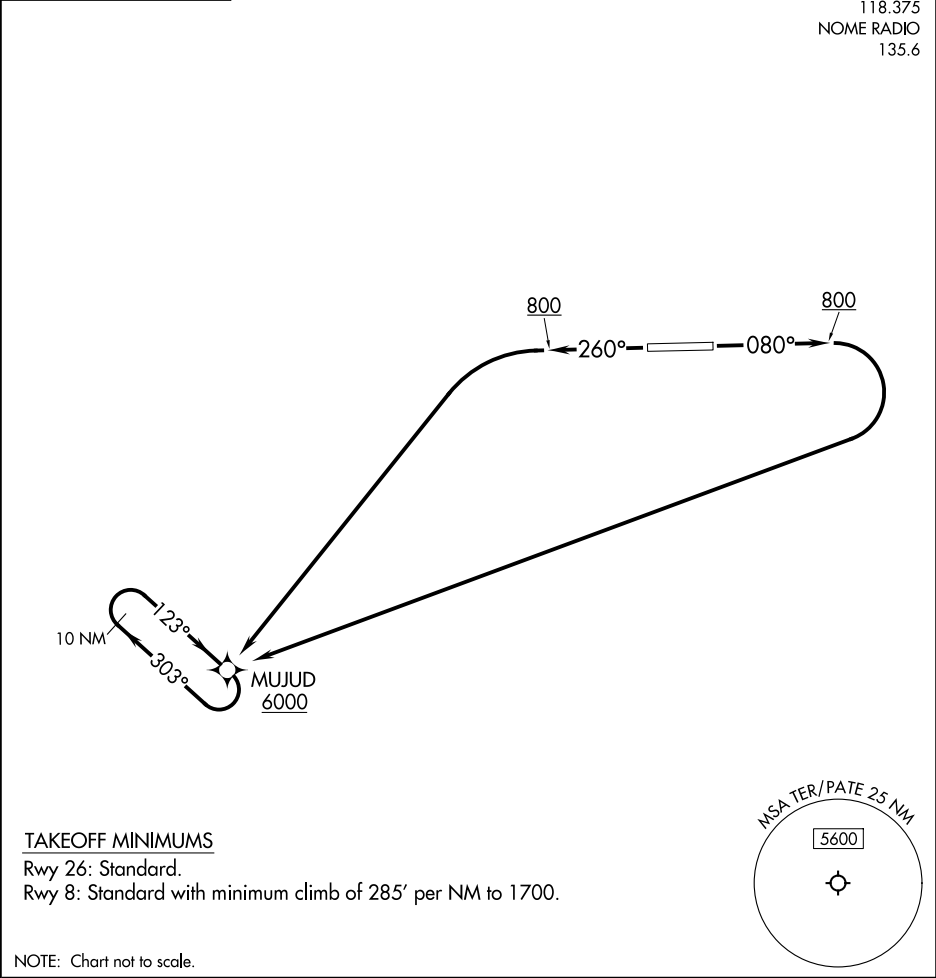 118.375
NOME RADIO
135.6
800
800
260°
080°
123°
10 NM
303°
MUJUD
6000
MSA TER/PATE 25 NM
5600
TAKEOFF MINIMUMS
Rwy 26: Standard.
Rwy 8: Standard with minimum climb of 285' per NM to 1700.
NOTE: Chart not to scale.